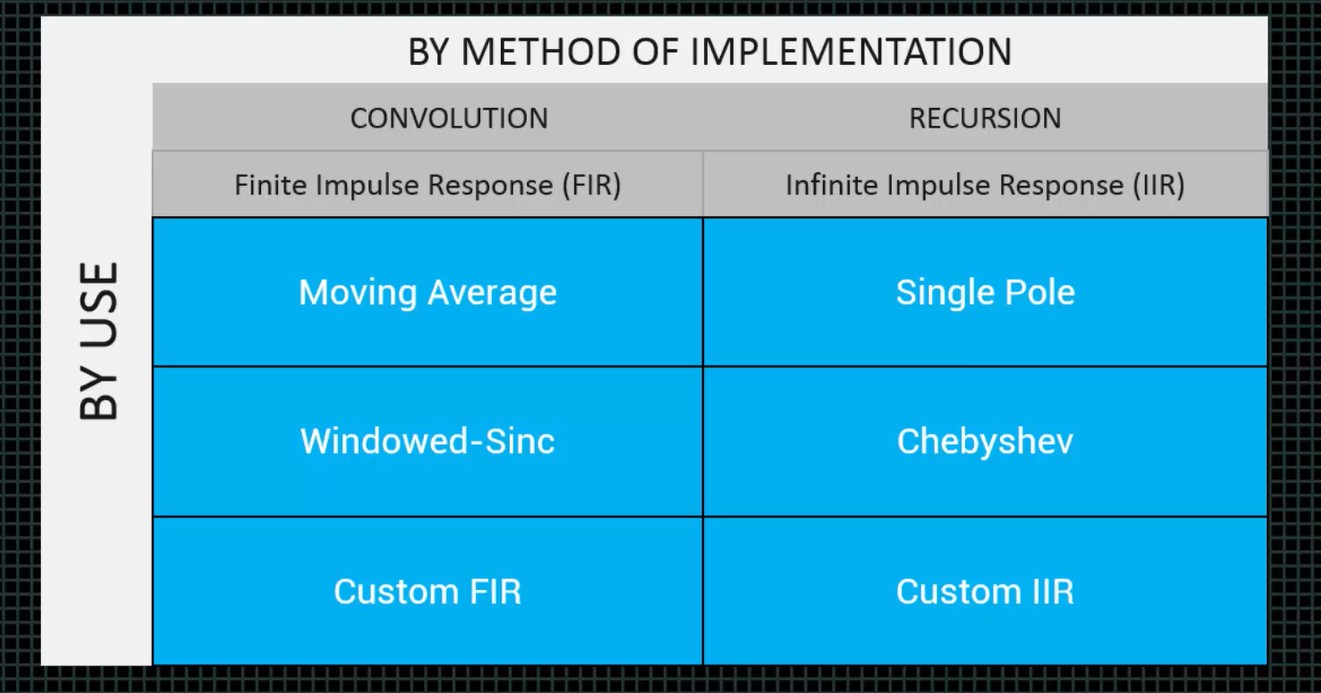 BY METHOD OF IMPLEMENTATION
CONVOLUTION RECURSION
Finite Impulse Response (FIR) Infinite Impulse Response (IIR)
BY USE
Moving Average Single Pole
Windowed-Sinc Chebyshev
Custom FIR Custom IIR